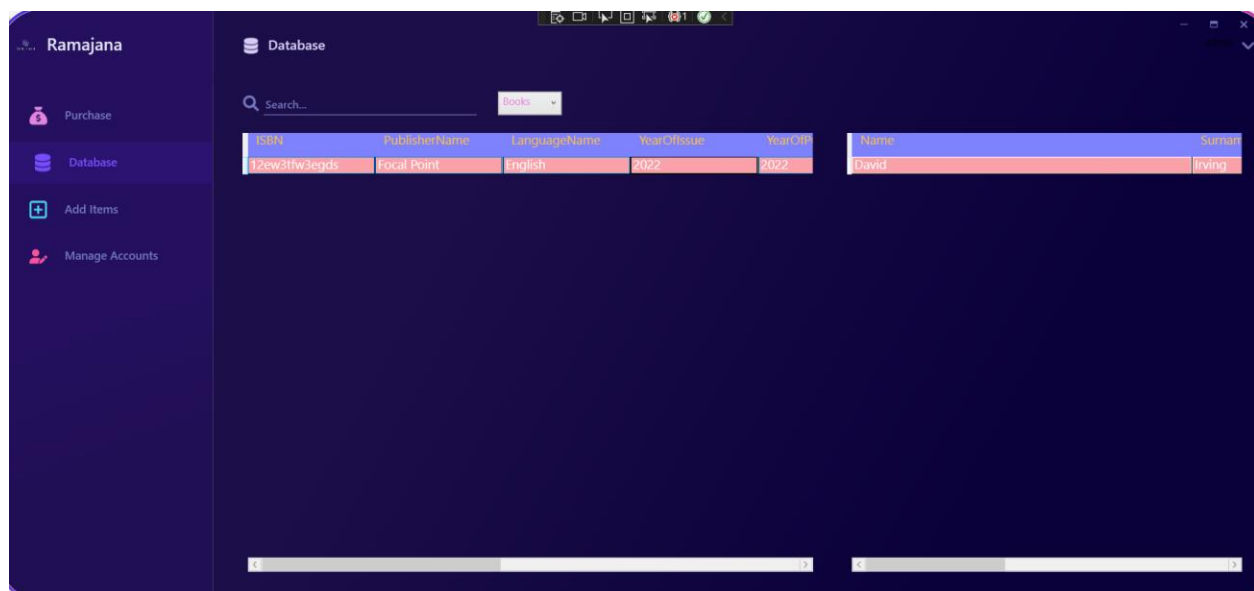 1
Ramajana
Database
Purchase
Database
Add Items
Manage Accounts
Search...
Books
ISBN PublisherName LanguageName YearOfIssue YearOfP
12ew3tfw3egds Focal Point English 2022 2022
Name Surnam
David Irving